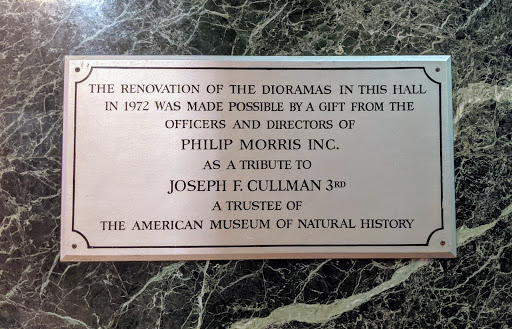 THE RENOVATION OF THE DIORAMAS IN THIS HALL
IN 1972 WAS MADE POSSIBLE BY A GIFT FROM THE
OFFICERS AND DIRECTORS OF
PHILIP MORRIS INC.
AS A TRIBUTE TO
JOSEPH F. CULLMAN 3RD
A TRUSTEE OF
THE AMERICAN MUSEUM OF NATURAL HISTORY